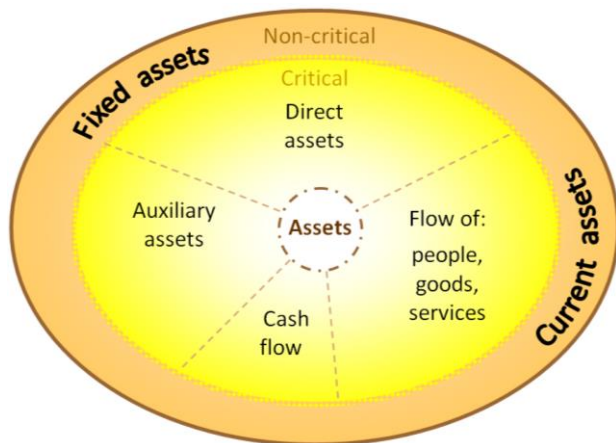 Non-critical
Fixed assets
Critical
Direct
assets
Auxiliary
assets
Assets
Flow of:
people,
goods,
services
Current assets
Cash
flow